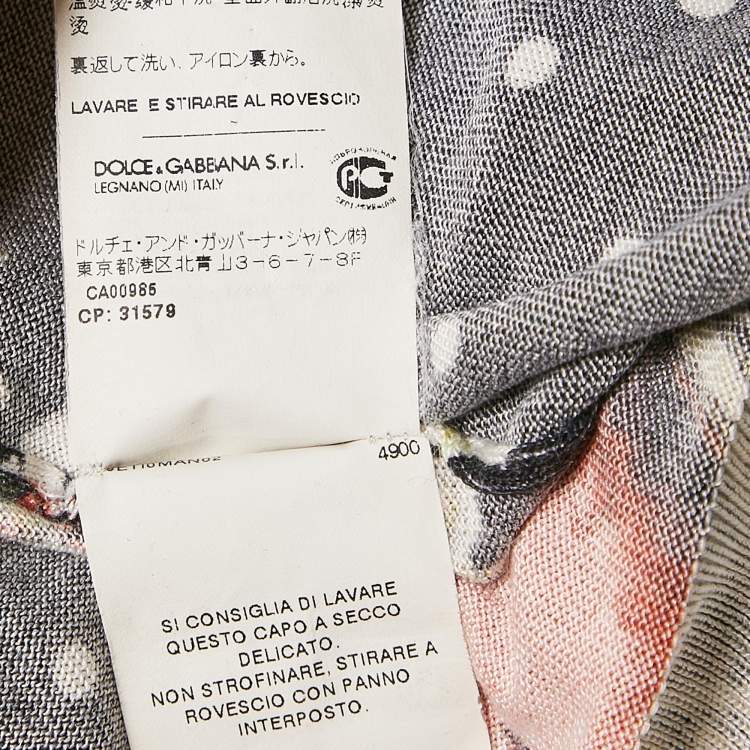 烫
裏返して洗い、アイロン裏から。
LAVARE E STIRARE AL ROVESCIO
DOLCE & GABBANA S.r.l.
LEGNANO (MI) ITALY
ドルチェ・アンド・ガッバーナ・ジャパン㈱
東京都港区北青山3-6-7-8F
CA00985
CP: 31579
4900
SI CONSIGLIA DI LAVARE
QUESTO CAPO A SECCO
DELICATO.
NON STROFINARE, STIRARE A
ROVESCIO CON PANNO
INTERPOSTO.